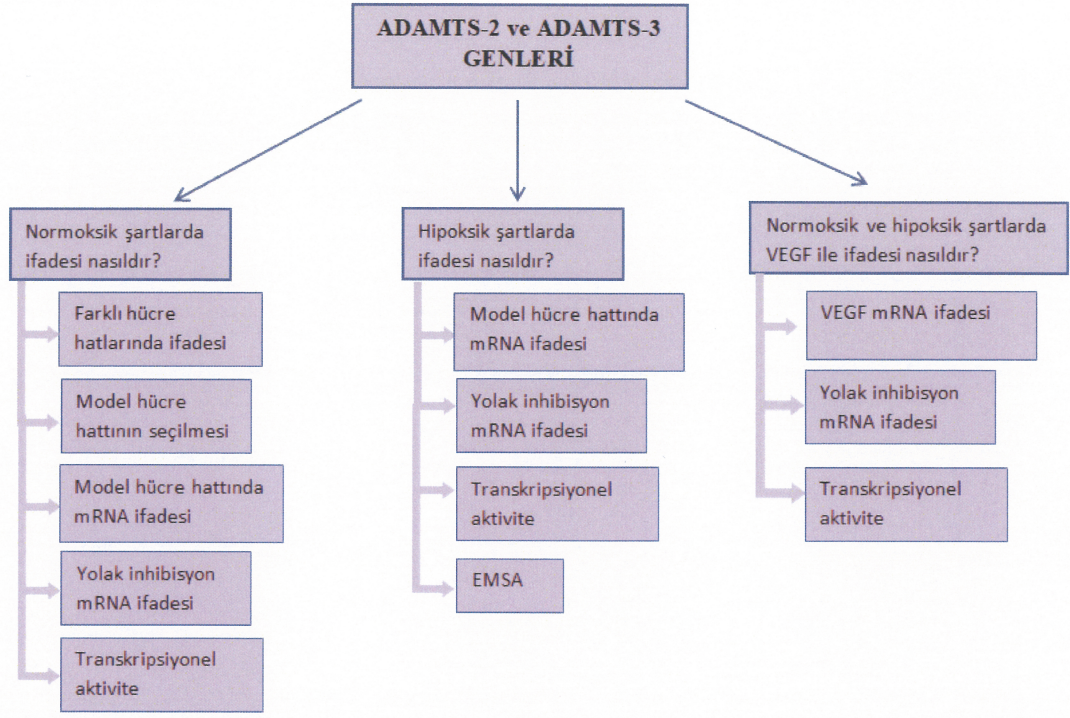 ADAMTS-2 ve ADAMTS-3
GENLERİ
Normoksik şartlarda
ifadesi nasıldır?
Farklı hücre
hatlarında ifadesi
Model hücre
hattının seçilmesi
Model hücre hattında
mRNA ifadesi
Yolak inhibisyon
mRNA ifadesi
Transkripsiyonel
aktivite
Hipoksik şartlarda
ifadesi nasıldır?
Model hücre hattında
mRNA ifadesi
Yolak inhibisyon
mRNA ifadesi
Transkripsiyonel
aktivite
EMSA
Normoksik ve hipoksik şartlarda
VEGF ile ifadesi nasıldır?
VEGF mRNA ifadesi
Yolak inhibisyon
mRNA ifadesi
Transkripsiyonel
aktivite